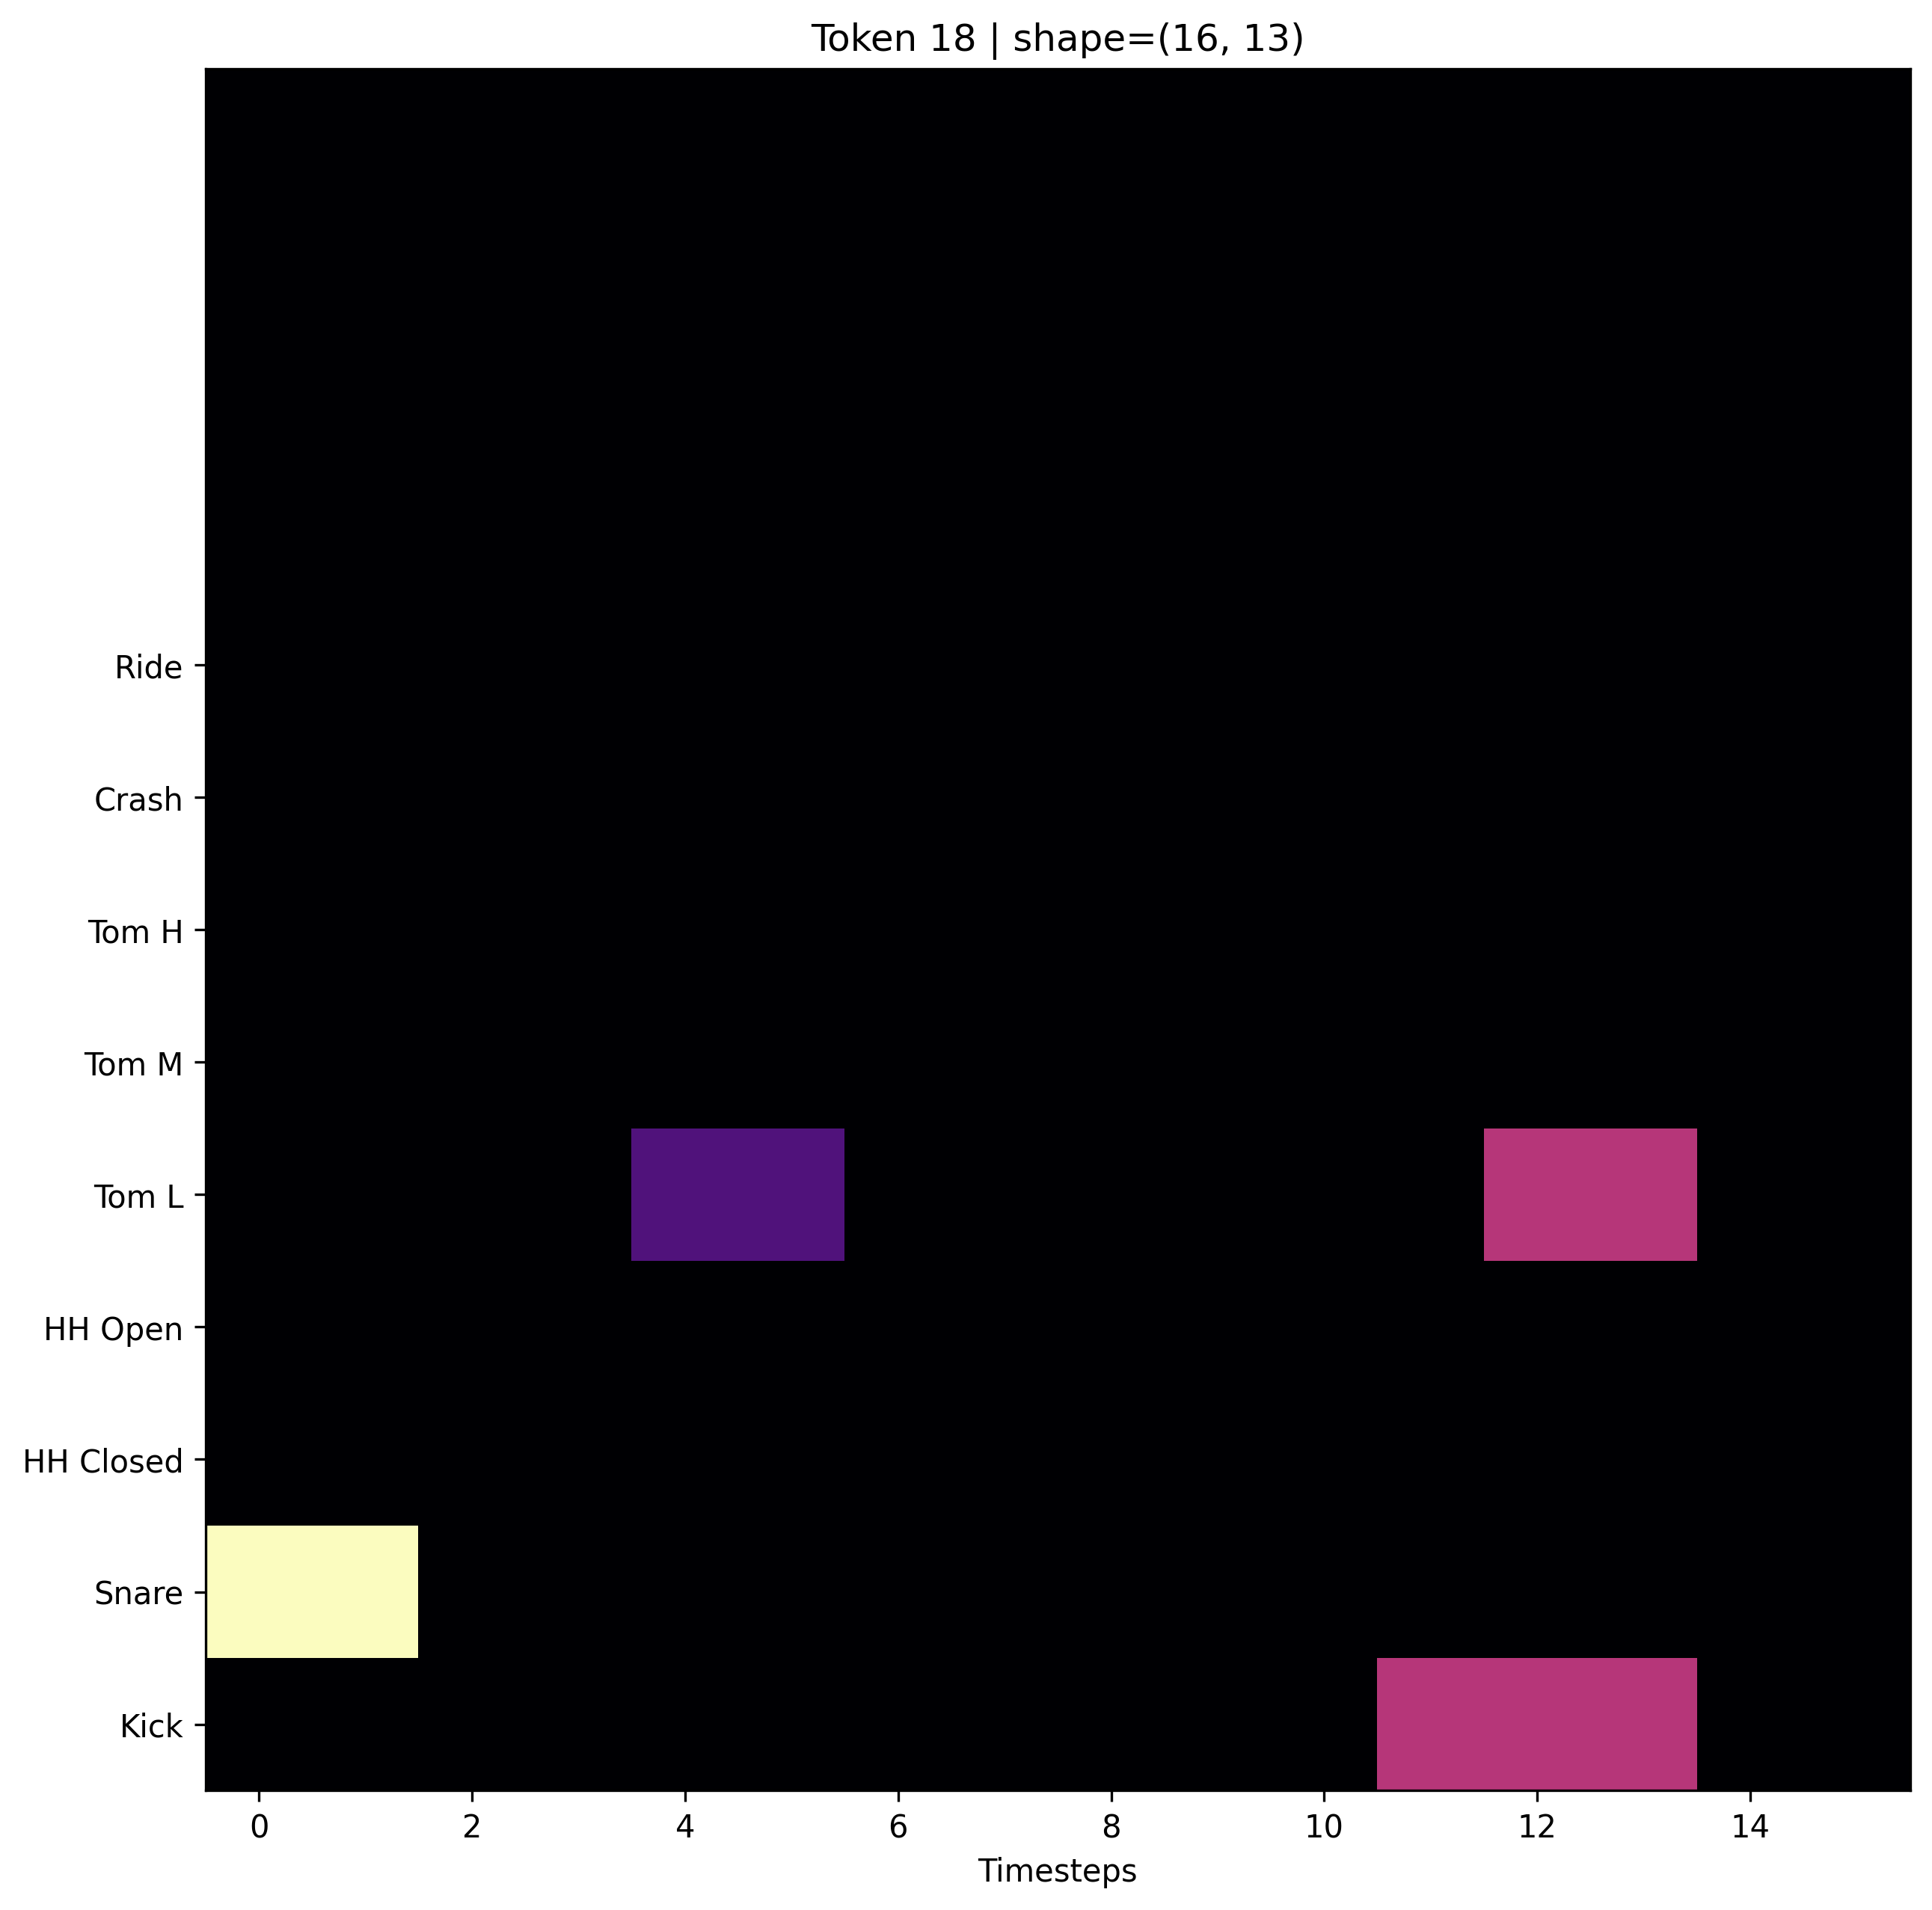 Token 18 | shape=(16, 13)
Ride
Crash
Tom H
Tom M
Tom L
HH Open
HH Closed
Snare
Kick
0 2 4 6 8 10 12 14
Timesteps